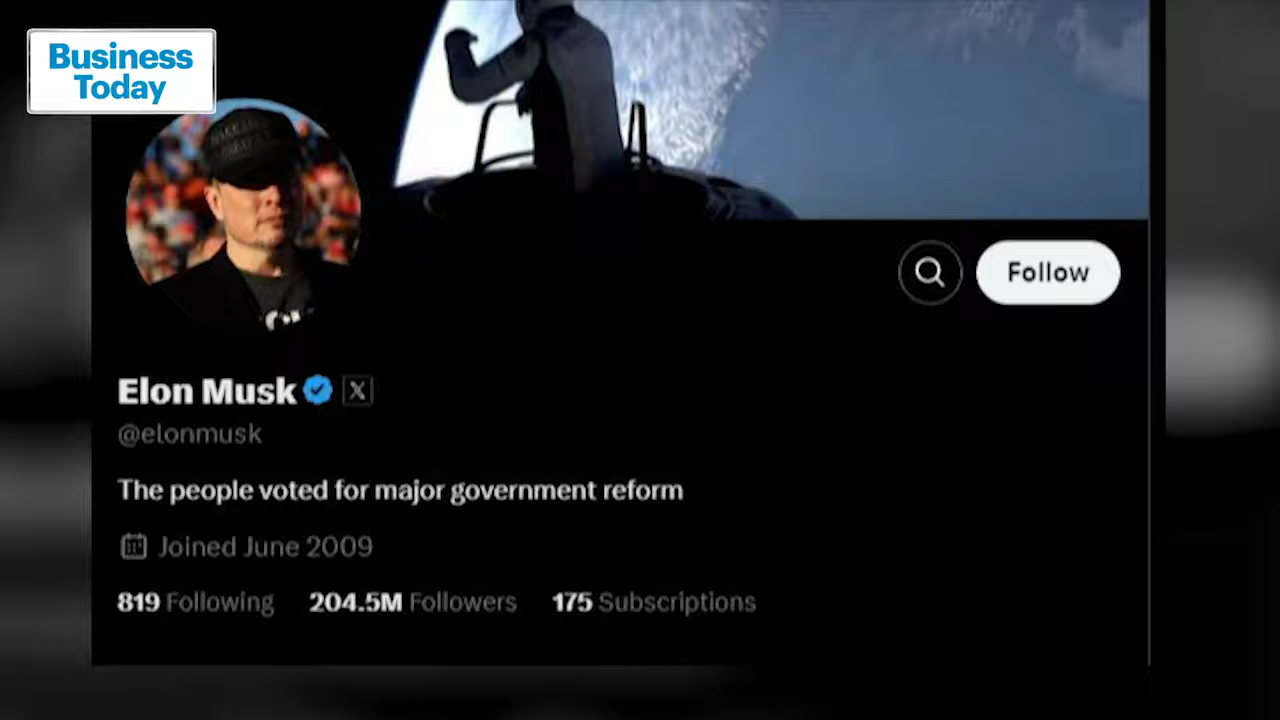 Business
Today
Follow
Elon Musk
@elonmusk
The people voted for major government reform
Joined June 2009
819 Following 204.5M Followers 175 Subscriptions